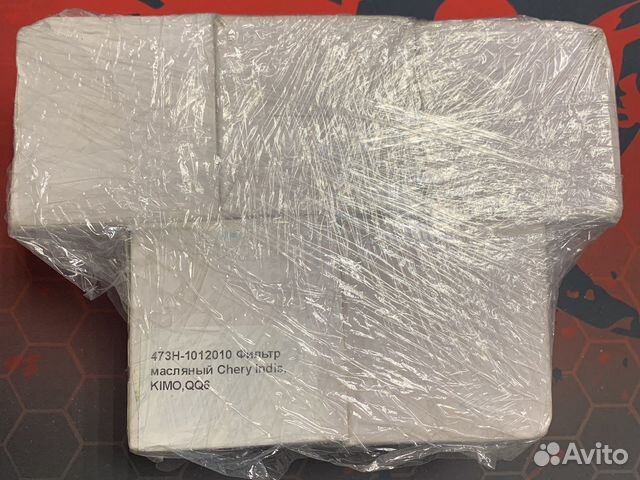 473H-1012010 Фильтр
масляный Chery Indis,
KIMO,QQ6
Avito